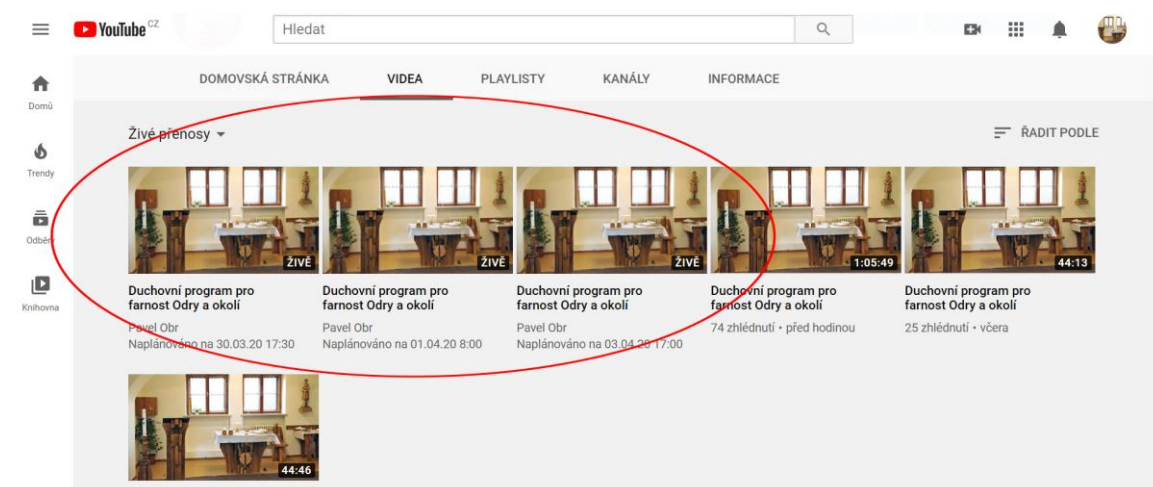 YouTube CZ
Hledat
DOMOVSKÁ STRÁNKA VIDEA PLAYLISTY KANÁLY INFORMACE
Domů
Trendy
Odběry
Knihovna
Živé přenosy
ŘADIT PODLE
ŽIVĚ ŽIVĚ ŽIVĚ 1:05:49 44:13
Duchovní program pro Duchovní program pro Duchovní program pro Duchovní program pro Duchovní program pro
farnost Odry a okolí farnost Odry a okolí farnost Odry a okolí farnost Odry a okolí farnost Odry a okolí
Pavel Obr Pavel Obr Pavel Obr 74 zhlédnutí • před hodinou 25 zhlédnutí • včera
Naplánováno na 30.03.20 17:30 Naplánováno na 01.04.20 8:00 Naplánováno na 03.04.20 17:00
44:46